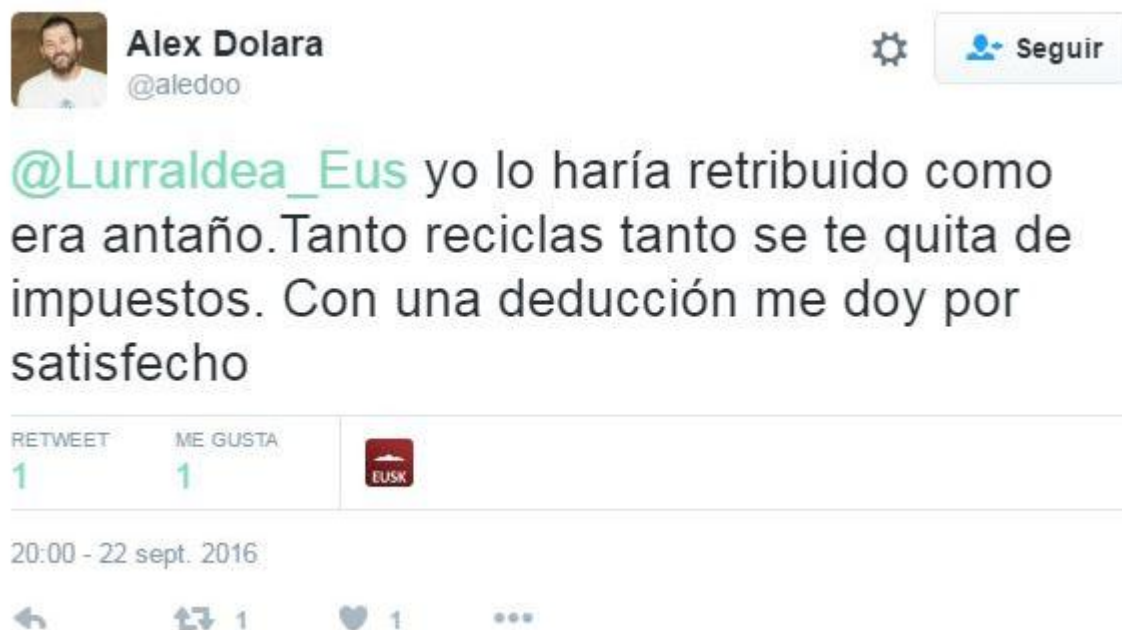 Alex Dolara
@aledoo
Seguir
@Lurraldea_Eus yo lo haría retribuido como
era antaño.Tanto reciclas tanto se te quita de
impuestos. Con una deducción me doy por
satisfecho
RETWEET ME GUSTA
1 1
EUSK
20:00 - 22 sept. 2016
1 1